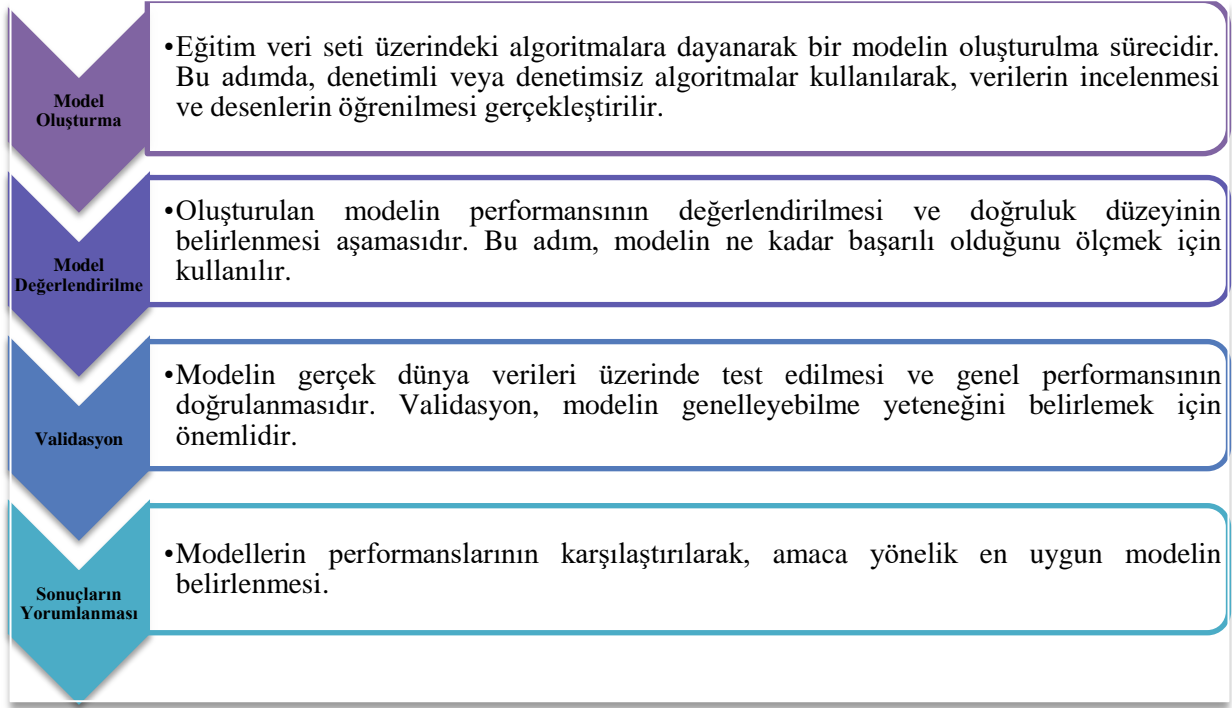 Model
Oluşturma
•Eğitim veri seti üzerindeki algoritmalara dayanarak bir modelin oluşturulma sürecidir.
Bu adımda, denetimli veya denetimsiz algoritmalar kullanılarak, verilerin incelenmesi
ve desenlerin öğrenilmesi gerçekleştirilir.
Model
Değerlendirilme
•Oluşturulan modelin performansının değerlendirilmesi ve doğruluk düzeyinin
belirlenmesi aşamasıdır. Bu adım, modelin ne kadar başarılı olduğunu ölçmek için
kullanılır.
Validasyon
•Modelin gerçek dünya verileri üzerinde test edilmesi ve genel performansının
doğrulanmasıdır. Validasyon, modelin genelleyebilme yeteneğini belirlemek için
önemlidir.
Sonuçların
Yorumlanması
•Modellerin performanslarının karşılaştırılarak, amaca yönelik en uygun modelin
belirlenmesi.